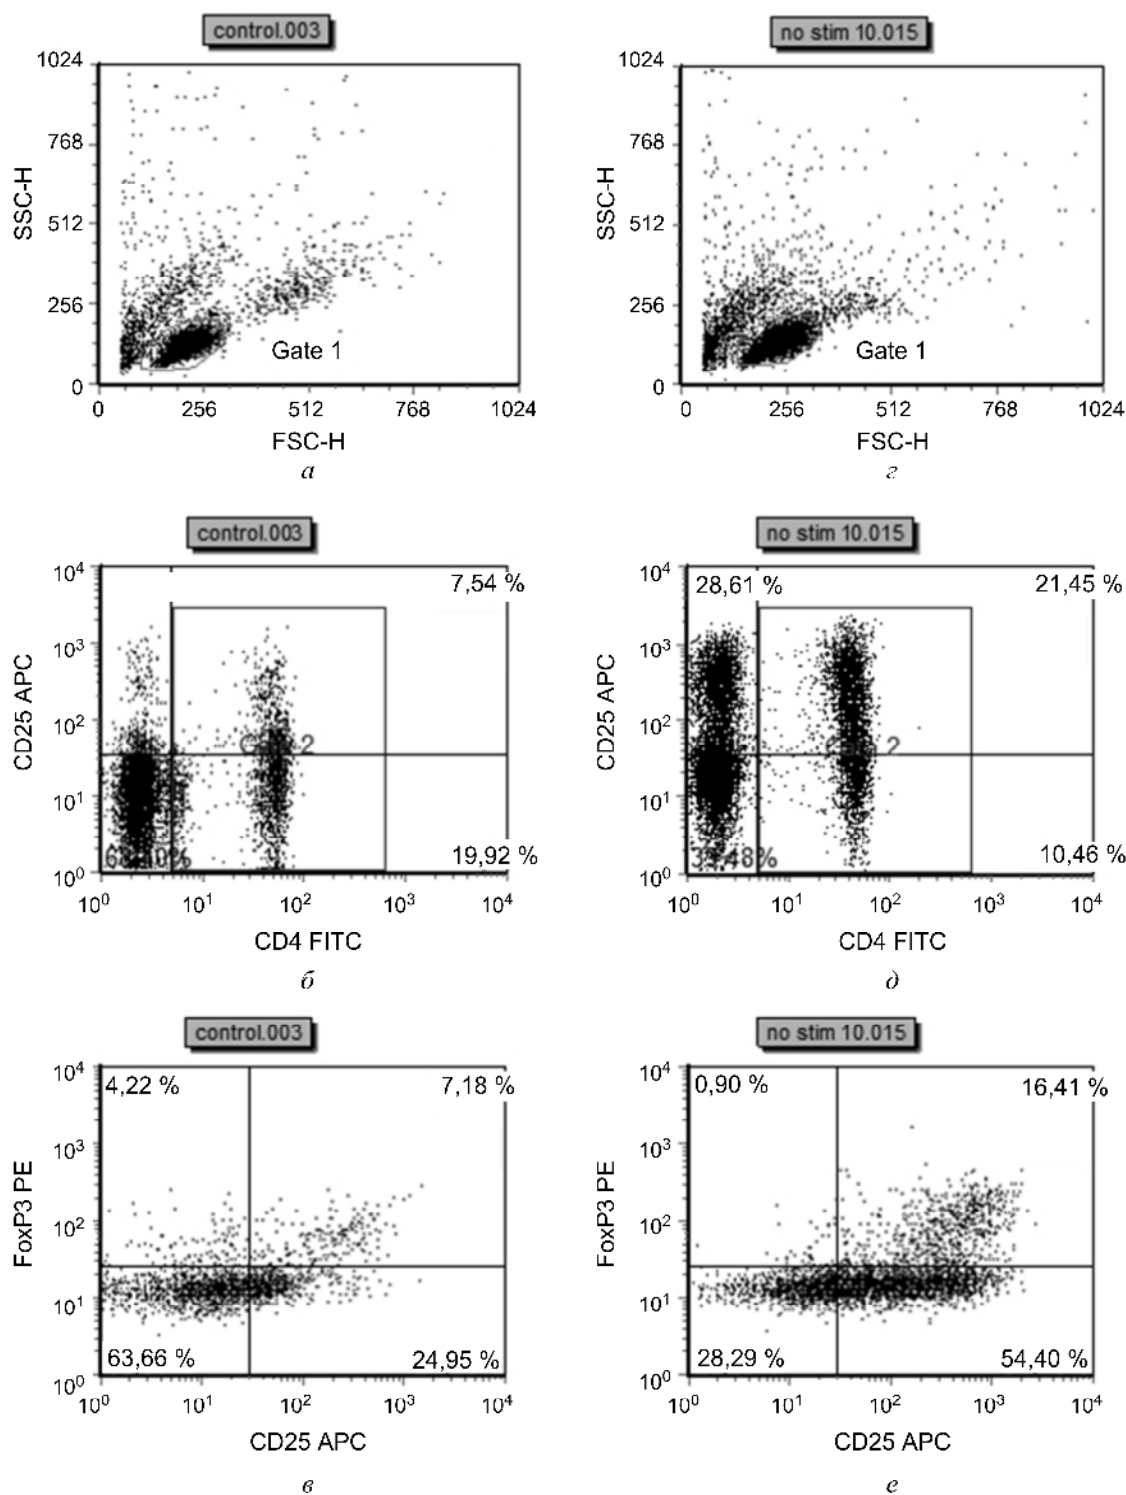 control.003
no stim 10.015
1024
768
512
256
0
SSC-H
Gate 1
0 256 512 768 1024
FSC-H
а
1024
768
512
256
0
SSC-H
Gate 1
0 256 512 768 1024
FSC-H
г
control.003
no stim 10.015
10⁴
10³
10²
10¹
10⁰
CD25 APC
7,54 %
2
19,92 %
10⁰ 10¹ 10² 10³ 10⁴
CD4 FITC
б
10⁴
10³
10²
10¹
10⁰
CD25 APC
28,61 %
21,45 %
2
10,46 %
10⁰ 10¹ 10² 10³ 10⁴
CD4 FITC
д
control.003
no stim 10.015
10⁴
10³
10²
10¹
10⁰
FoxP3 PE
4,22 %
7,18 %
63,66 %
24,95 %
10⁰ 10¹ 10² 10³ 10⁴
CD25 APC
в
10⁴
10³
10²
10¹
10⁰
FoxP3 PE
0,90 %
16,41 %
28,29 %
54,40 %
10⁰ 10¹ 10² 10³ 10⁴
CD25 APC
е